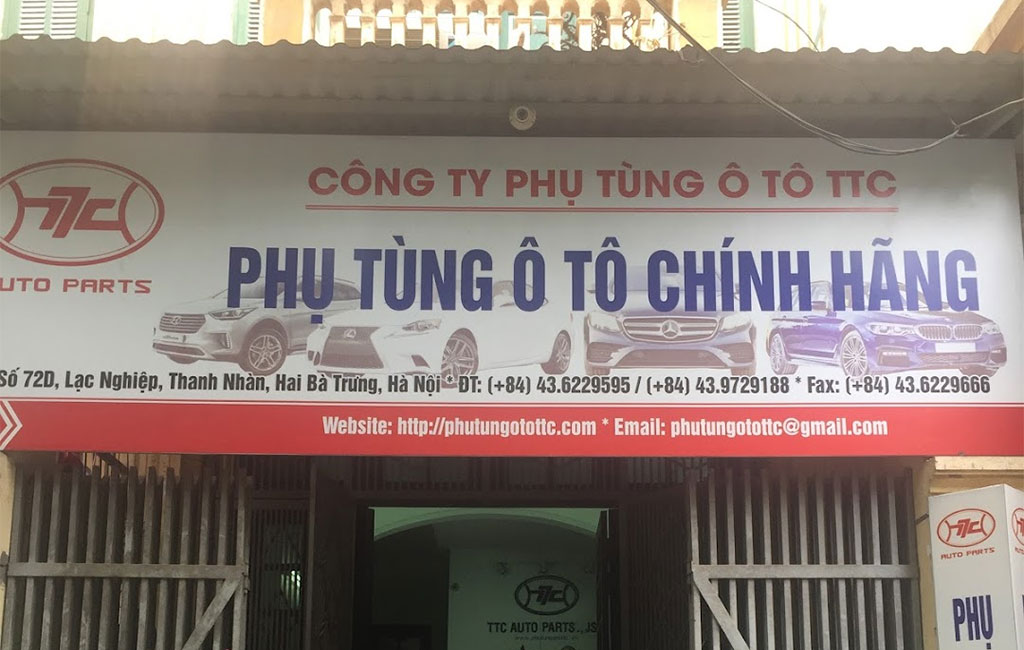 CÔNG TY PHỤ TÙNG Ô TÔ TTC
TTC
AUTO PARTS
PHỤ TÙNG Ô TÔ CHÍNH HÃNG
Số 72D, Lạc Nghiệp, Thanh Nhàn, Hai Bà Trưng, Hà Nội * ĐT: (+84) 43.6229595 / (+84) 43.9729188 * Fax: (+84) 43.6229666
Website: http://phutungotottc.com * Email: phutungotottc@gmail.com
TTC
AUTO PARTS
PHỤ
TTC
TTC AUTO PARTS.,JS